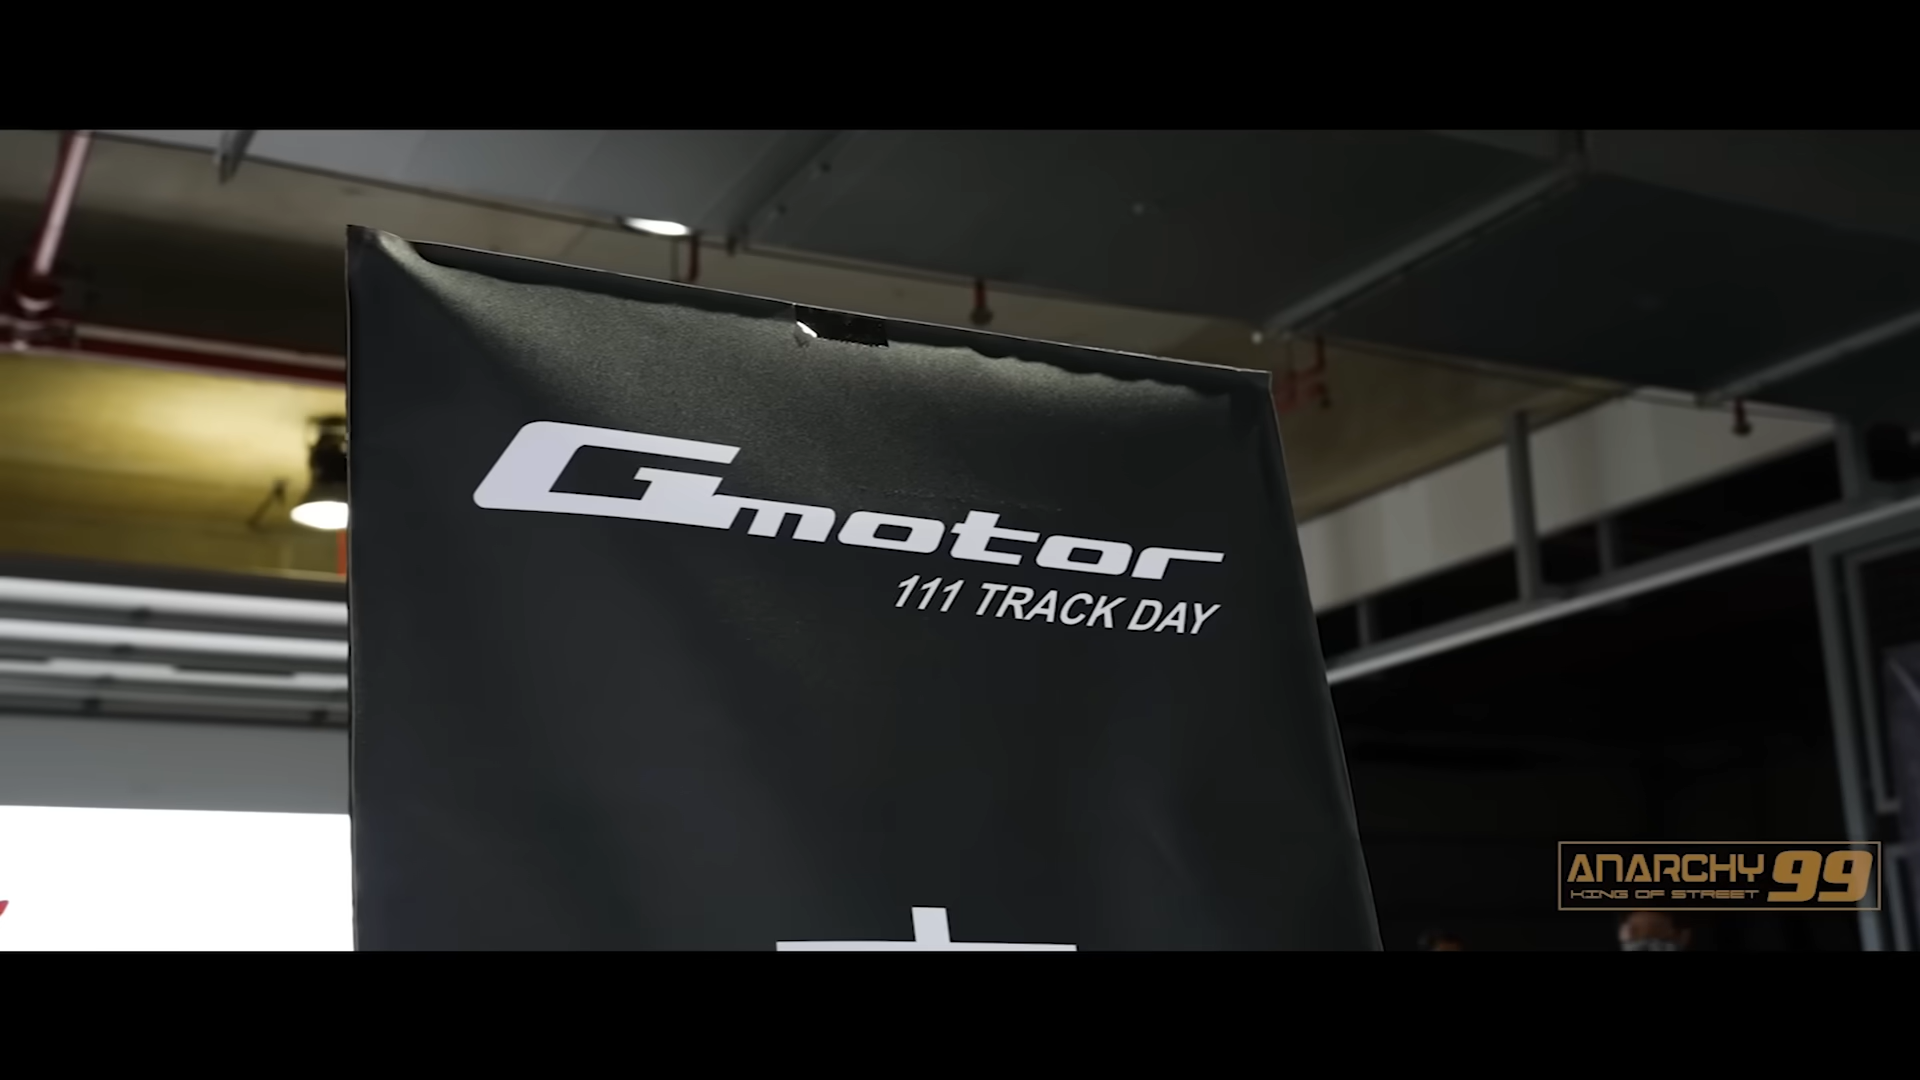 Gmotor
111 TRACK DAY
ANARCHY 99
KING OF STREET